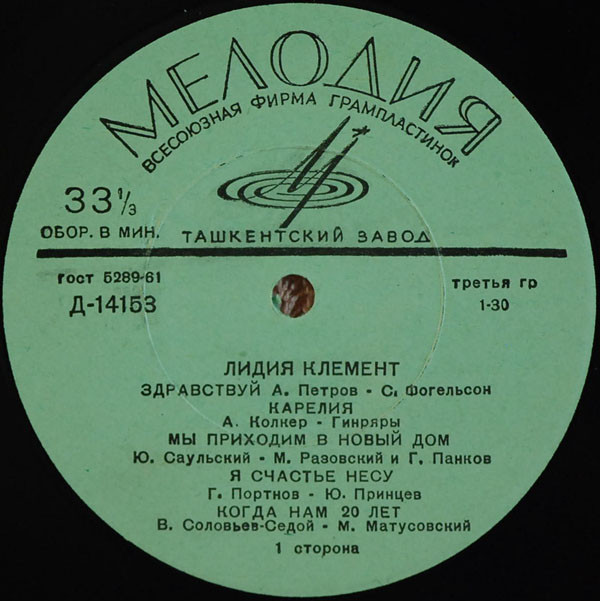 МЕЛОДИЯ
ВСЕСОЮЗНАЯ ФИРМА ГРАМПЛАСТИНОК
33 1/3
ОБОР. В МИН.
ТАШКЕНТСКИЙ ЗАВОД
гост 5289-61
третья гр
Д-14153
1-30
ЛИДИЯ КЛЕМЕНТ
ЗДРАВСТВУЙ А. Петров - С. Фогельсон
КАРЕЛИЯ
А. Колкер - Гинряры
МЫ ПРИХОДИМ В НОВЫЙ ДОМ
Ю. Саульский - М. Разовский и Г. Панков
Я СЧАСТЬЕ НЕСУ
Г. Портнов - Ю. Принцев
КОГДА НАМ 20 ЛЕТ
В. Соловьев-Седой - М. Матусовский
1 сторона